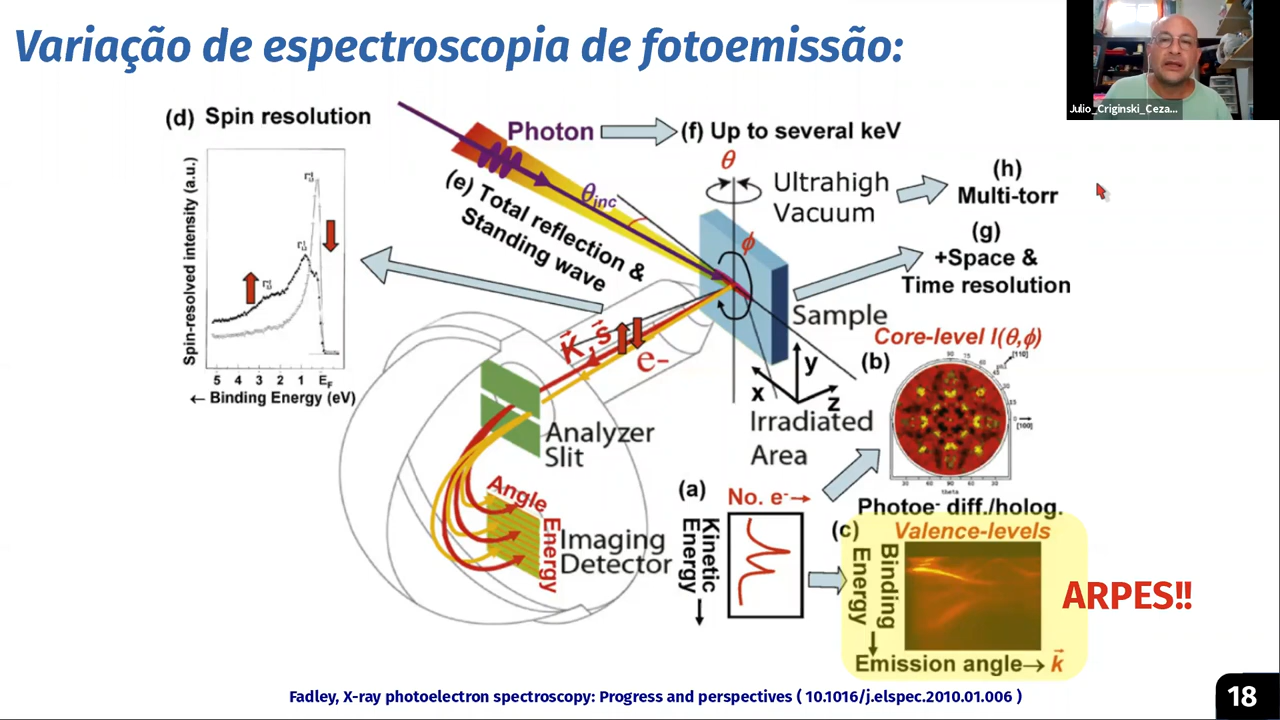 Variação de espectroscopia de fotoemissão:
Julio_Criginski_Ceza...
(d) Spin resolution
Photon
(f) Up to several keV
θ
θinc
(e) Total reflection &
Standing wave
Ultrahigh
Vacuum
(h)
Multi-torr
ϕ
(g)
+Space &
Time resolution
Spin-resolved intensity (a.u.)
5 4 3 2 1 EF
← Binding Energy (eV)
K, s
e-
Sample
y
x
z
Irradiated
Area
Core-level I(θ,ϕ)
(b)
[110]
[100]
Photoe- diff./holog.
Analyzer
Slit
Angle
Energy
Imaging
Detector
(a)
No. e-→
Kinetic
Energy
(c)
Valence-levels
Binding
Energy
Emission angle→ k
ARPES!!
Fadley, X-ray photoelectron spectroscopy: Progress and perspectives ( 10.1016/j.elspec.2010.01.006 )
18